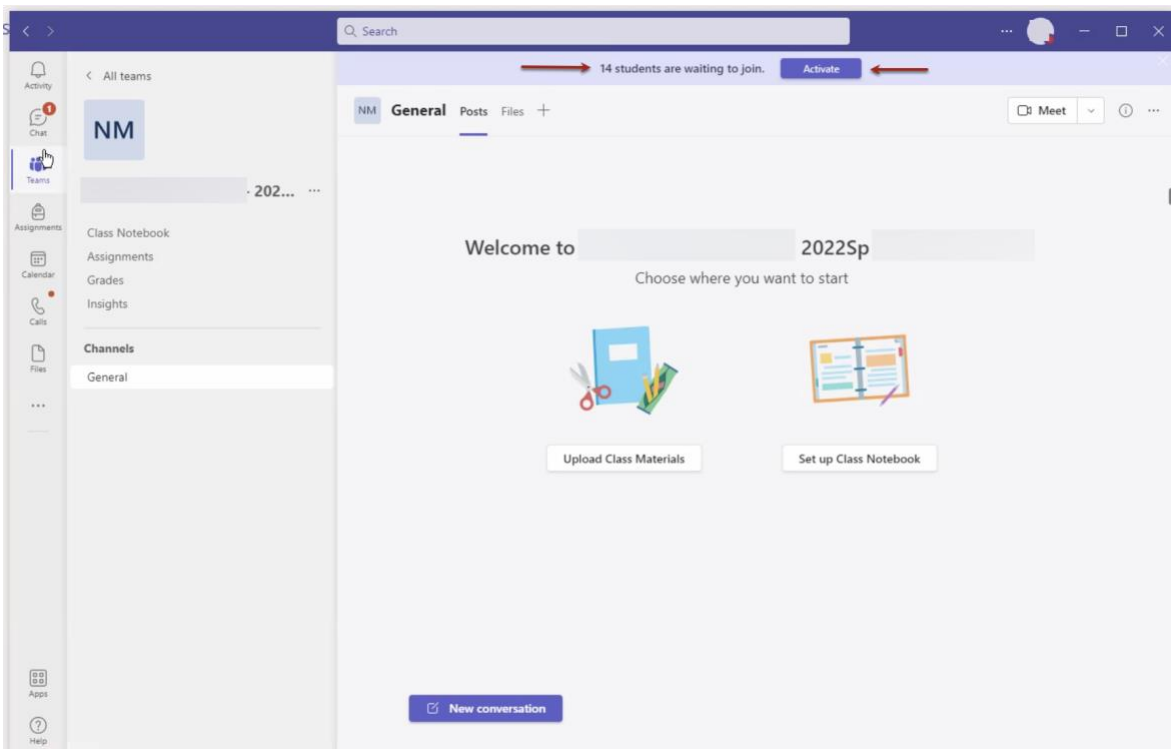 S
Search
...
Activity
Chat
1
Teams
Assignments
Calendar
Calls
Files
...
Apps
Help
All teams
NM
- 202... ...
Class Notebook
Assignments
Grades
Insights
Channels
General
14 students are waiting to join. Activate
NM General Posts Files +
Meet ...
Welcome to 2022Sp
Choose where you want to start
Upload Class Materials Set up Class Notebook
New conversation